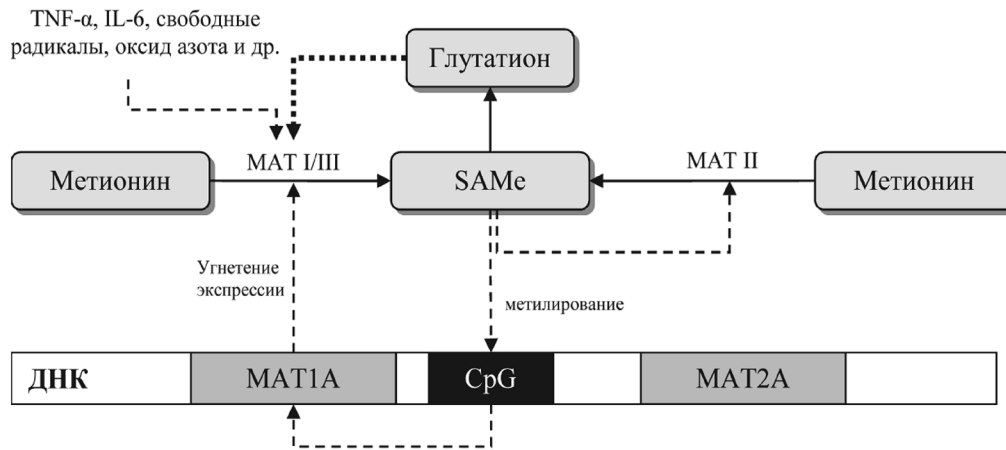 TNF-α, IL-6, свободные
радикалы, оксид азота и др.
Глутатион
Метионин
MAT I/III
SAMe
MAT II
Метионин
Угнетение
экспрессии
метилирование
ДНК
MAT1A
CpG
MAT2A